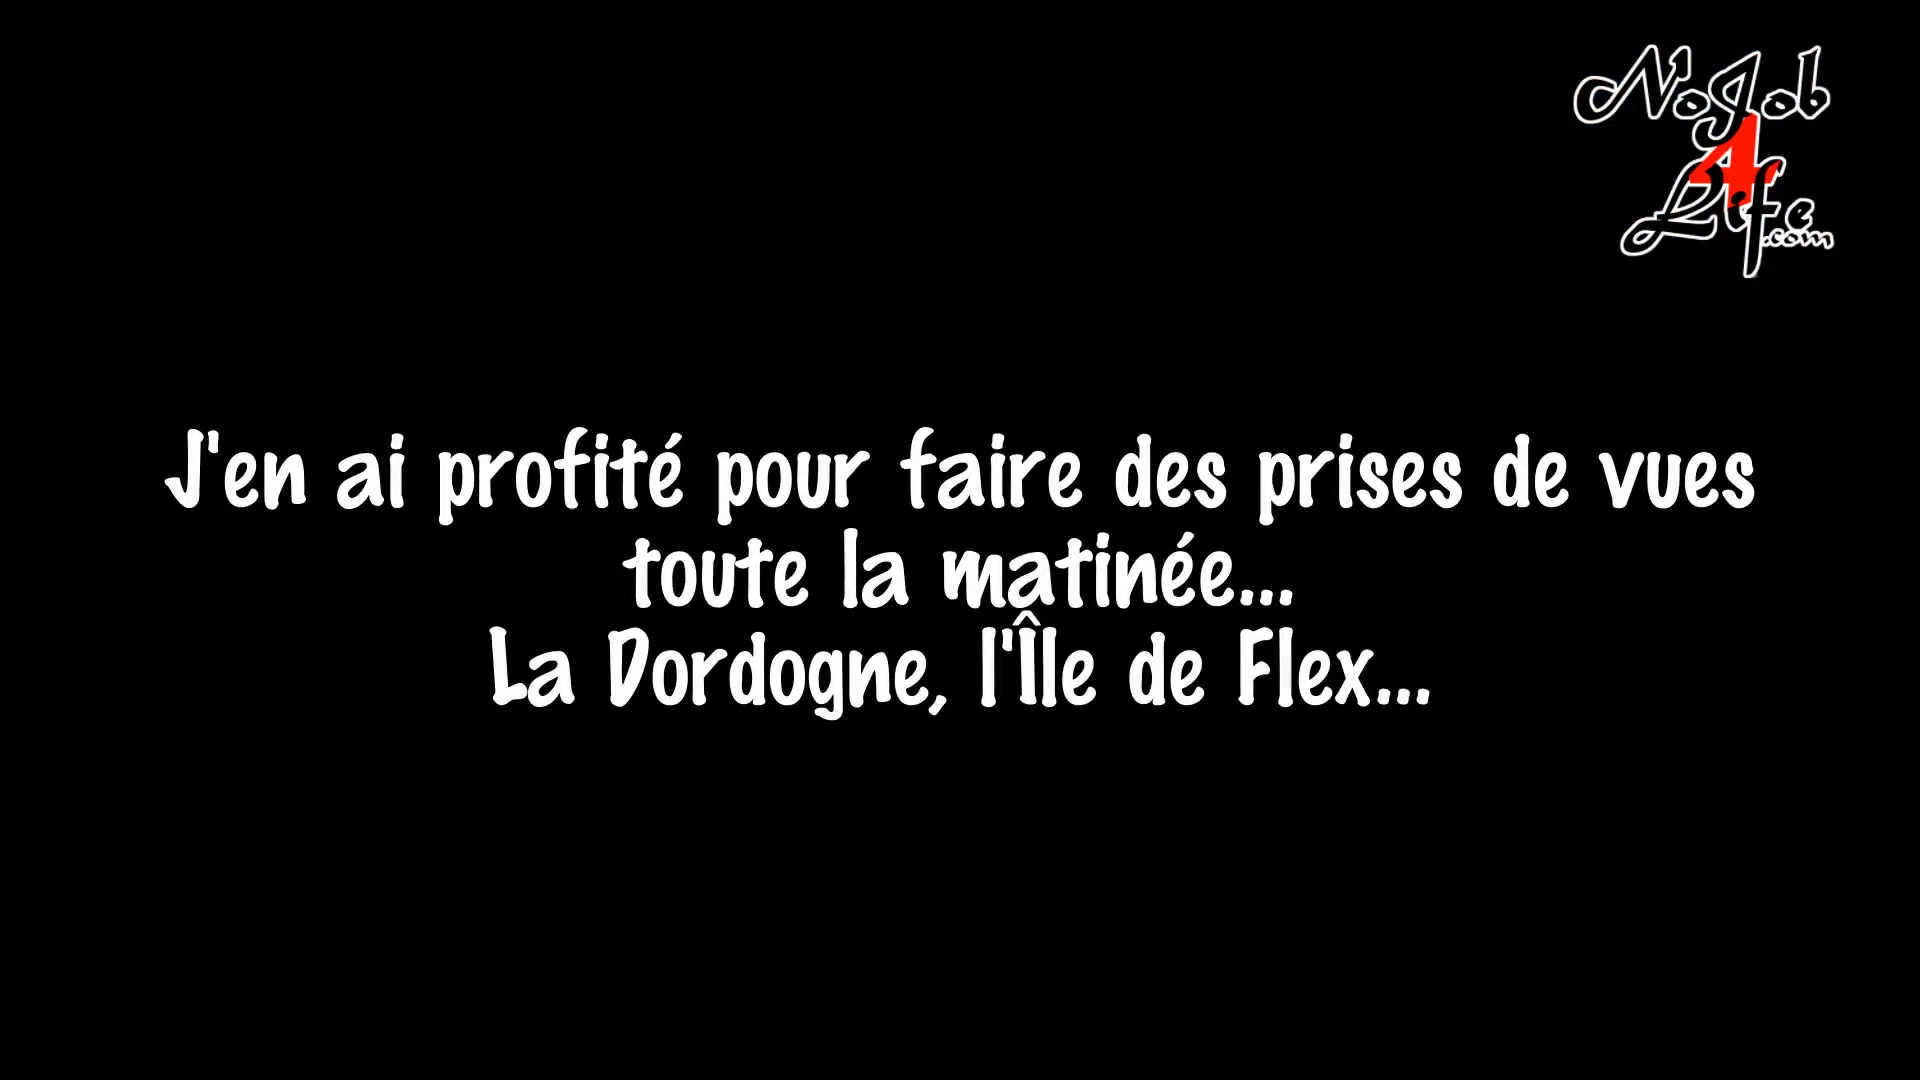 NoJob
4
Life
.com
J'en ai profité pour faire des prises de vues
toute la matinée...
La Dordogne, l'Île de Flex...